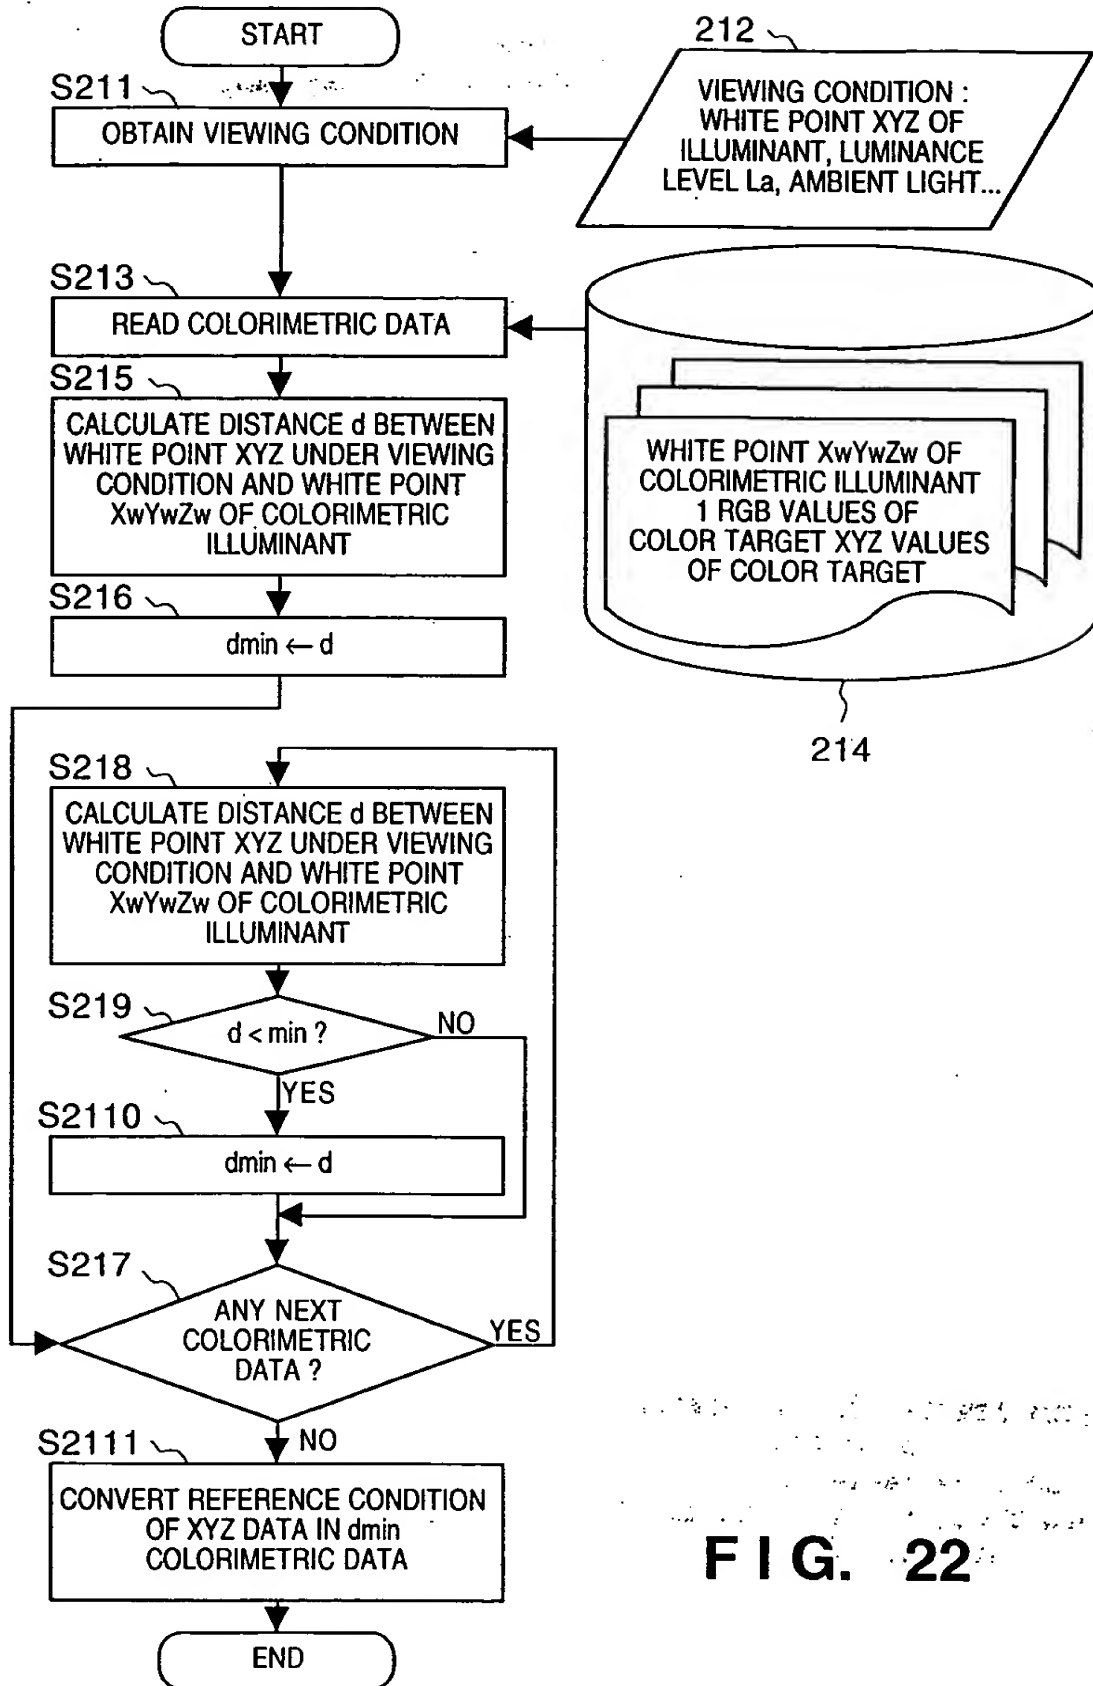 START
212
S211
OBTAIN VIEWING CONDITION
VIEWING CONDITION :
WHITE POINT XYZ OF
ILLUMINANT, LUMINANCE
LEVEL La, AMBIENT LIGHT...
S213
READ COLORIMETRIC DATA
S215
CALCULATE DISTANCE d BETWEEN
WHITE POINT XYZ UNDER VIEWING
CONDITION AND WHITE POINT
XwYwZw OF COLORIMETRIC
ILLUMINANT
WHITE POINT XwYwZw OF
COLORIMETRIC ILLUMINANT
1 RGB VALUES OF
COLOR TARGET XYZ VALUES
OF COLOR TARGET
S216
dmin ← d
214
S218
CALCULATE DISTANCE d BETWEEN
WHITE POINT XYZ UNDER VIEWING
CONDITION AND WHITE POINT
XwYwZw OF COLORIMETRIC
ILLUMINANT
S219
d < min ?
NO
YES
S2110
dmin ← d
S217
ANY NEXT
COLORIMETRIC
DATA ?
YES
NO
S2111
CONVERT REFERENCE CONDITION
OF XYZ DATA IN dmin
COLORIMETRIC DATA
END
FIG. 22